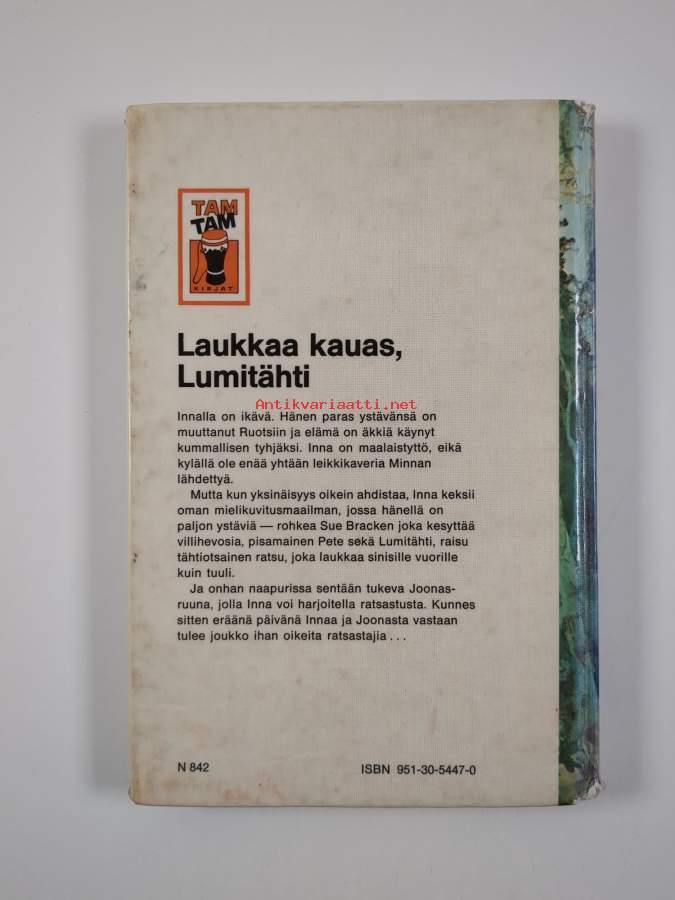 TAM
TAM
KIRJAT
Laukkaa kauas,
Lumitähti
Antikvariaatti.net
Innalla on ikävä. Hänen paras ystävänsä on
muuttanut Ruotsiin ja elämä on äkkiä käynyt
kummallisen tyhjäksi. Inna on maalaistyttö, eikä
kylällä ole enää yhtään leikkikaveria Minnan
lähdettyä.
Mutta kun yksinäisyys oikein ahdistaa, Inna keksii
oman mielikuvitusmaailman, jossa hänellä on
paljon ystäviä — rohkea Sue Bracken joka kesyttää
villihevosia, pisamainen Pete sekä Lumitähti, raisu
tähtiotsainen ratsu, joka laukkaa sinisille vuorille
kuin tuuli.
Ja onhan naapurissa sentään tukeva Joonas-
ruuna, jolla Inna voi harjoitella ratsastusta. Kunnes
sitten eräänä päivänä Innaa ja Joonasta vastaan
tulee joukko ihan oikeita ratsastajia ...
N 842 ISBN 951-30-5447-0